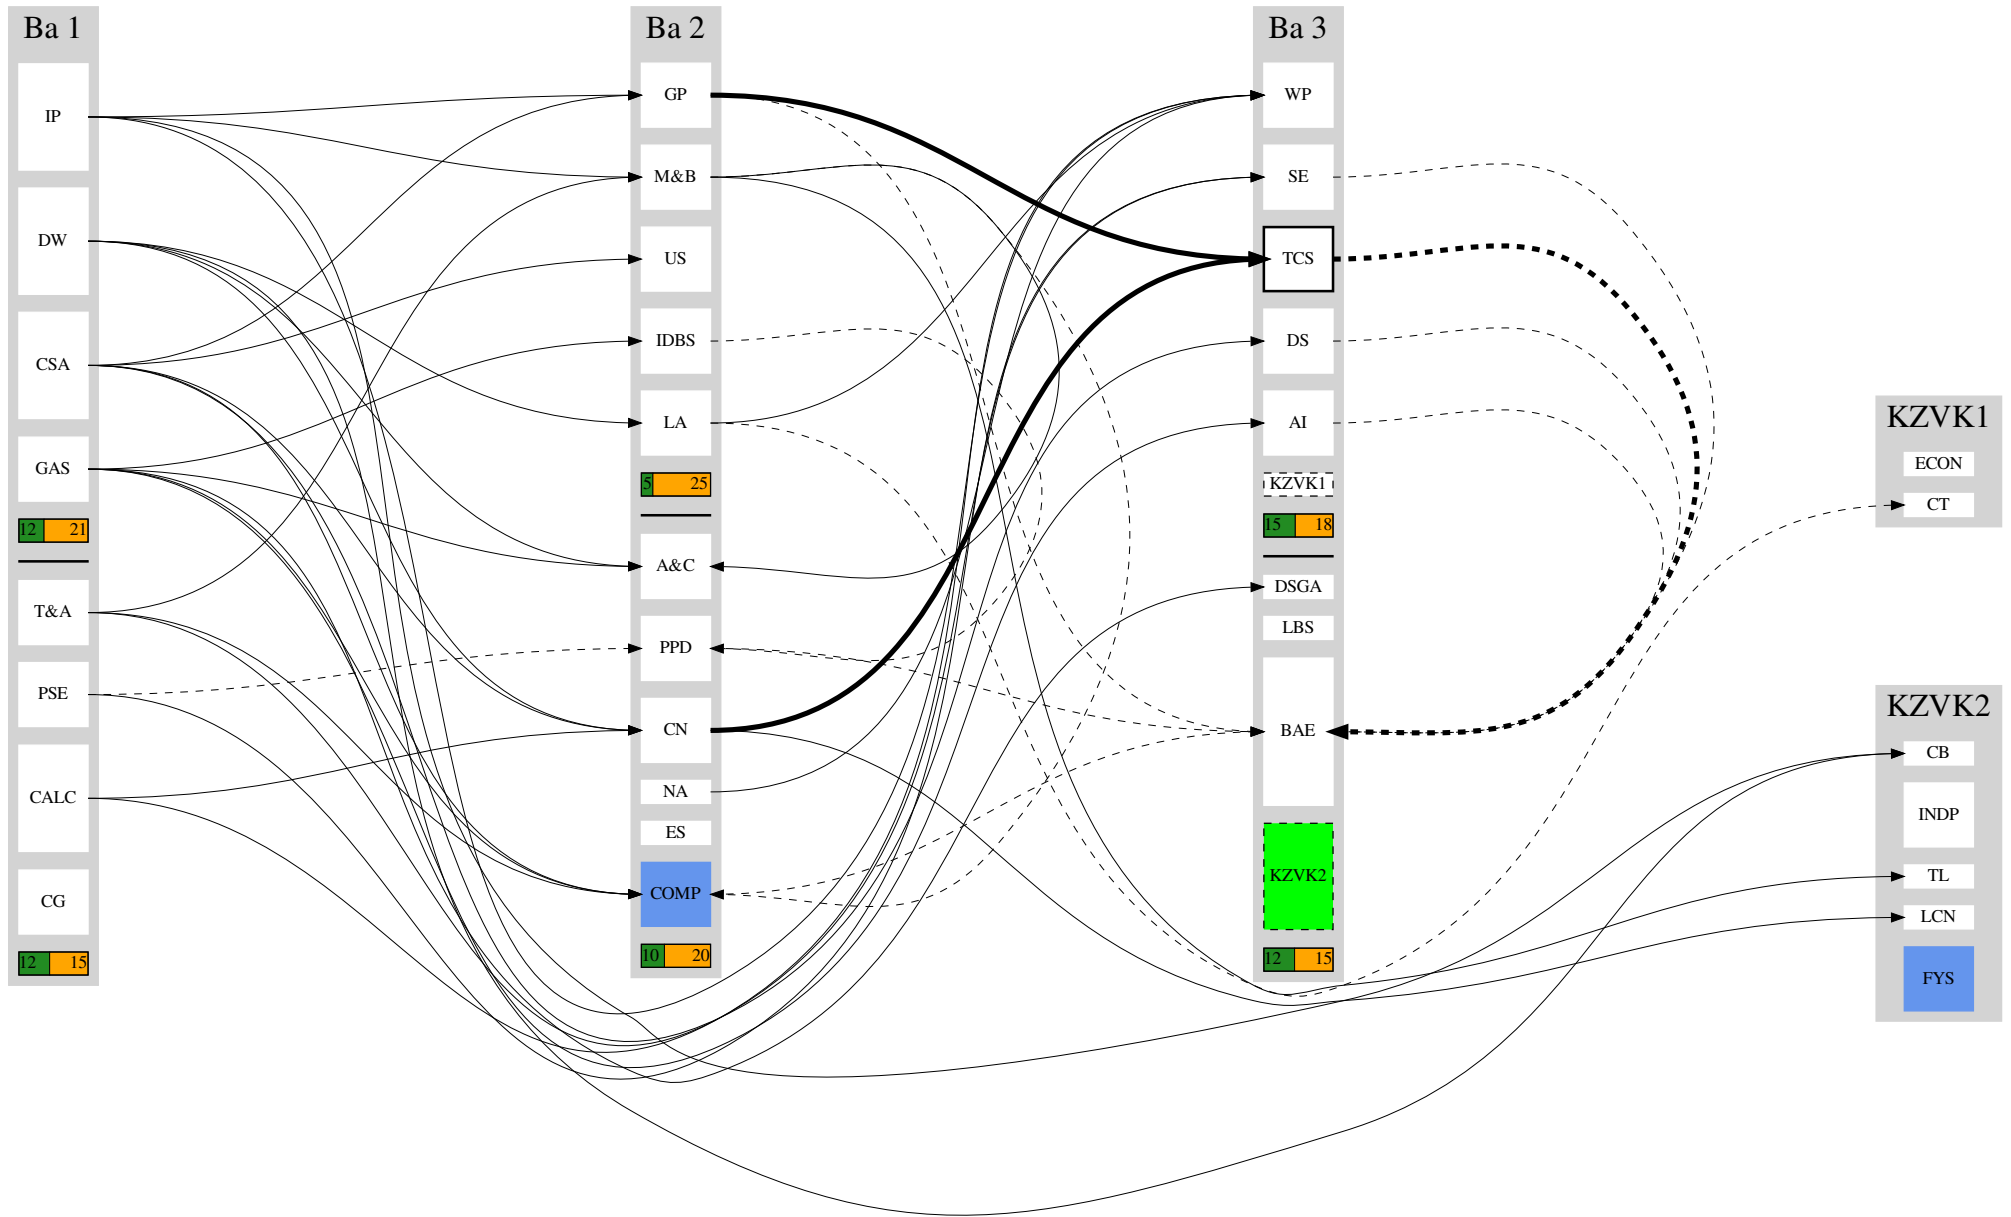 Ba 1
IP
DW
CSA
GAS
12 21
T&A
PSE
CALC
CG
12 15
Ba 2
GP
M&B
US
IDBS
LA
5 25
A&C
PPD
CN
NA
ES
COMP
10 20
Ba 3
WP
SE
TCS
DS
AI
KZVK1
15 18
DSGA
LBS
BAE
KZVK2
12 15
KZVK1
ECON
CT
KZVK2
CB
INDP
TL
LCN
FYS